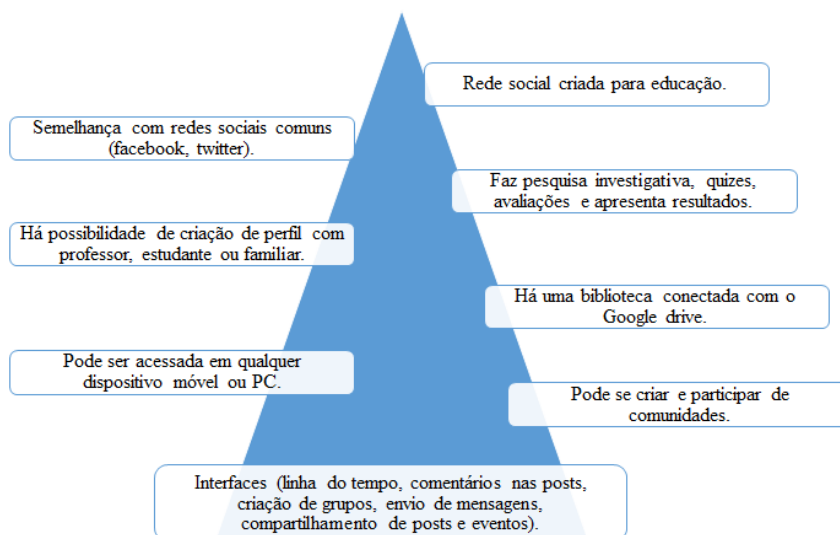 Rede social criada para educação.
Semelhança com redes sociais comuns
(facebook, twitter).
Faz pesquisa investigativa, quizes,
avaliações e apresenta resultados.
Há possibilidade de criação de perfil com
professor, estudante ou familiar.
Há uma biblioteca conectada com o
Google drive.
Pode ser acessada em qualquer
dispositivo móvel ou PC.
Pode se criar e participar de
comunidades.
Interfaces (linha do tempo, comentários nas posts,
criação de grupos, envio de mensagens,
compartilhamento de posts e eventos).